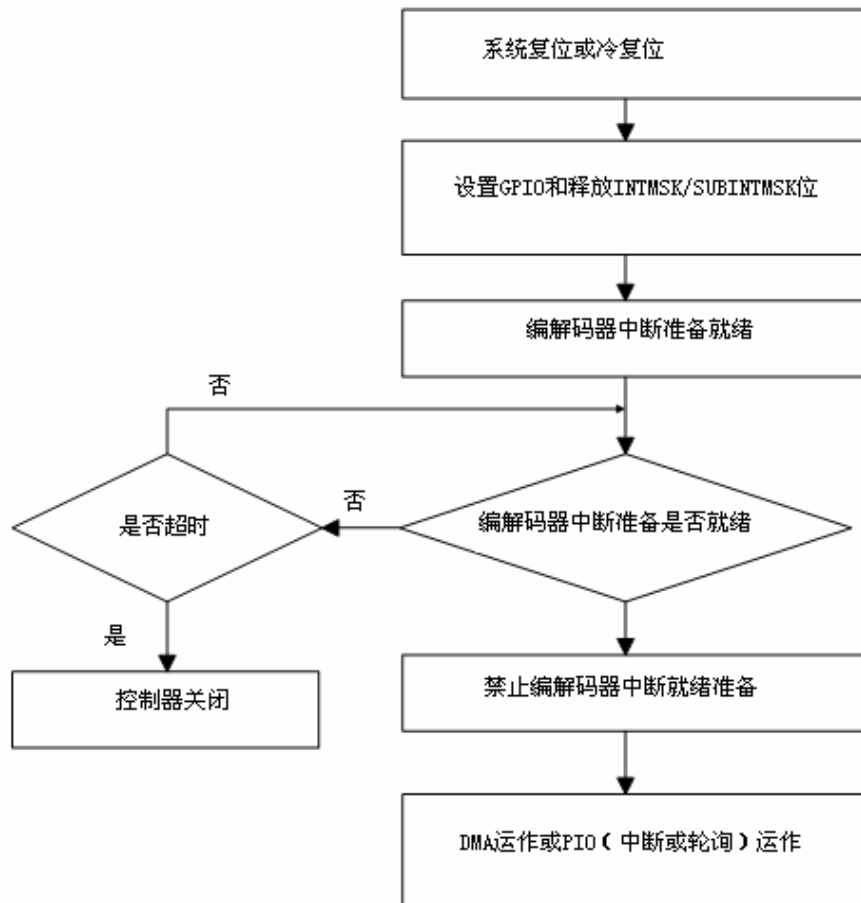 系统复位或冷复位
设置GPIO和释放INTMSK/SUBINTMSK位
编解码器中断准备就绪
否
是否超时
否
编解码器中断准备是否就绪
是
控制器关闭
禁止编解码器中断就绪准备
DMA运作或PIO(中断或轮询)运作